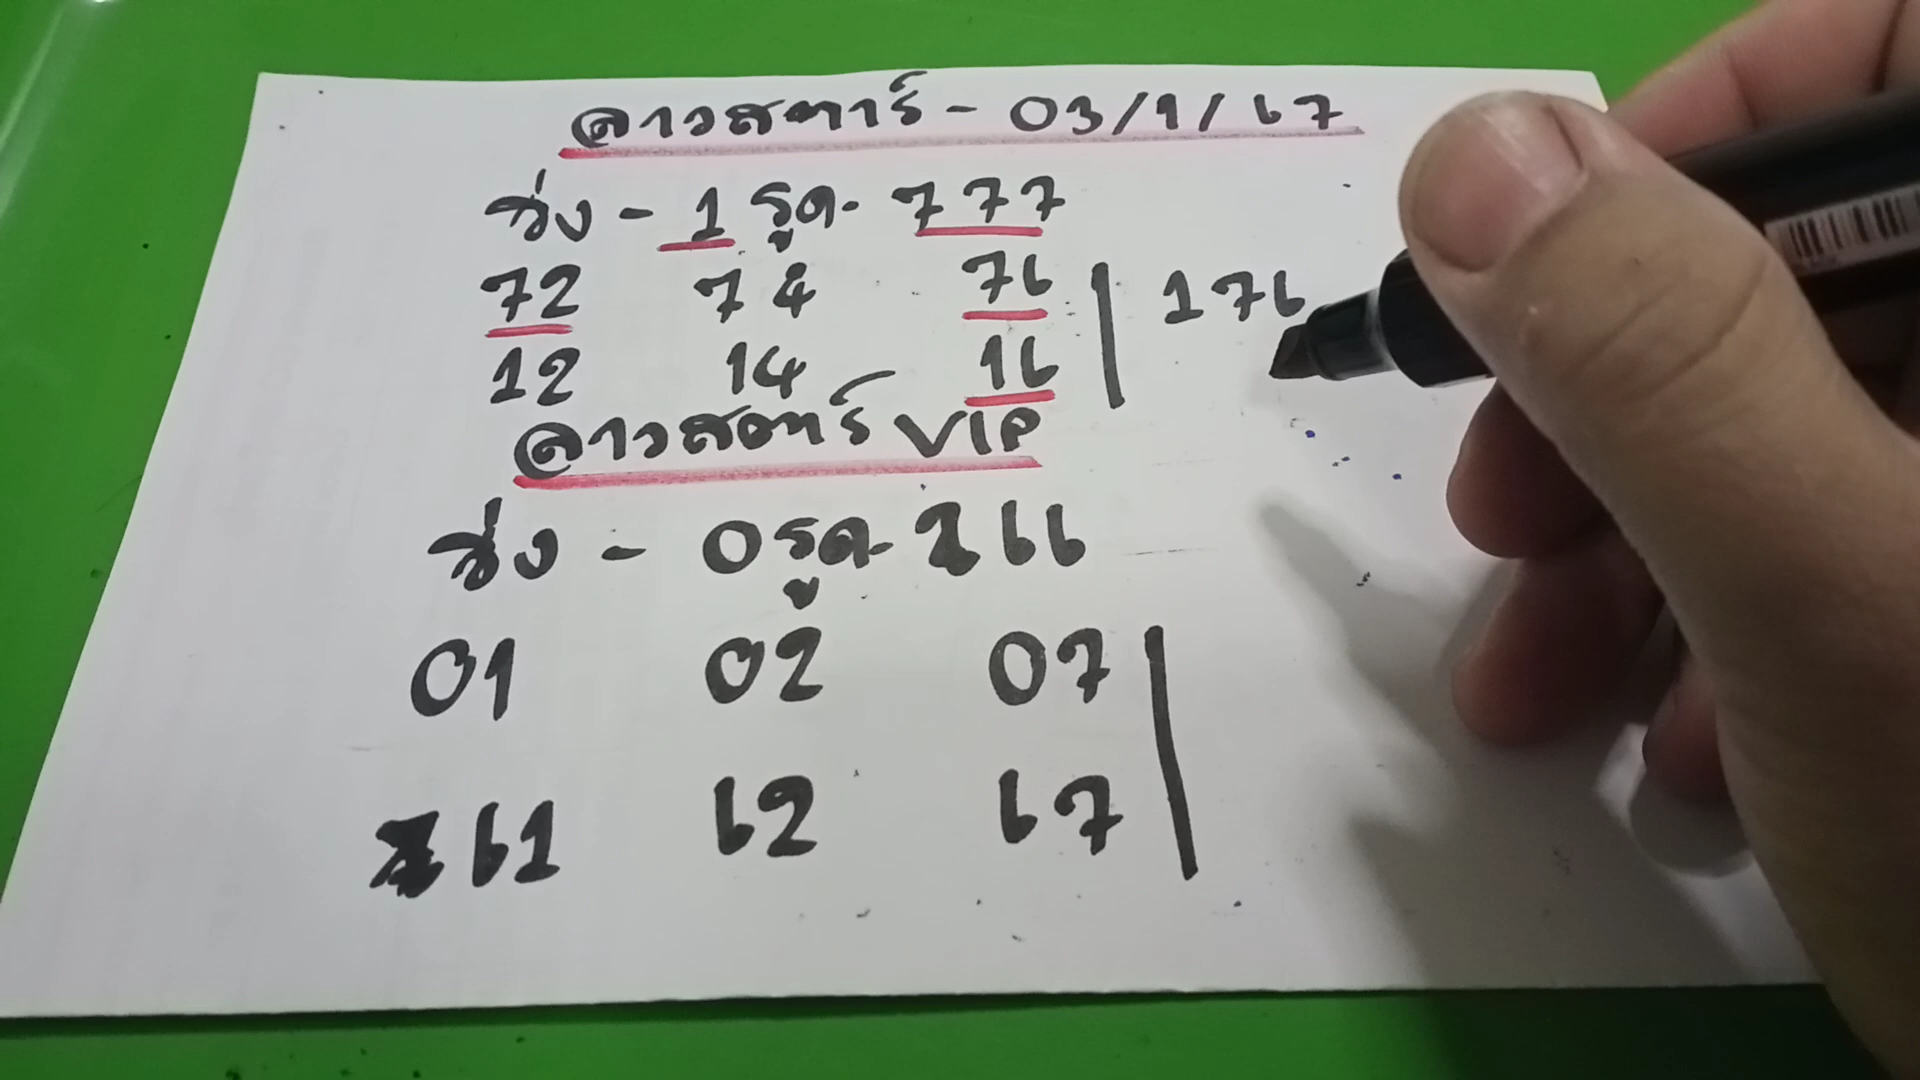 ลาวสตาร์ - 03/1/67
วิ่ง - 1 รูด - 777
72 74 76 176
12 14 16
ลาวสตาร์ VIP
วิ่ง - 0 รูด - 666
01 02 07
61 62 67